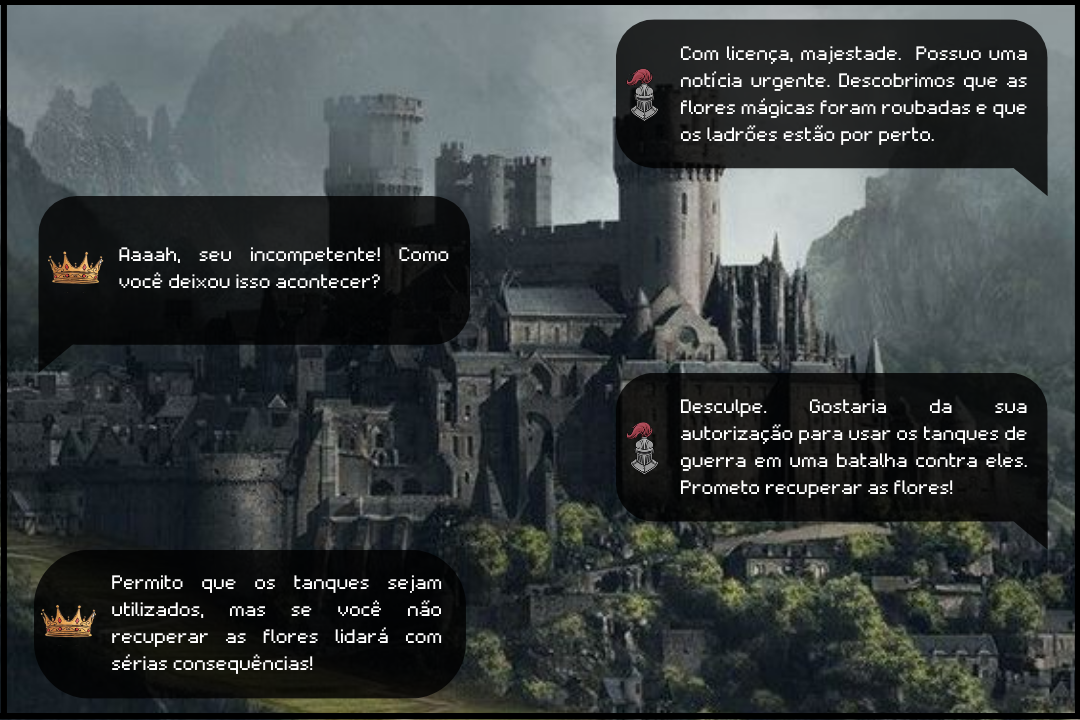 Com licença, majestade. Possuo uma
notícia urgente. Descobrimos que as
flores mágicas foram roubadas e que
os ladrões estão por perto.
Aaaah, seu incompetente! Como
você deixou isso acontecer?
Desculpe. Gostaria da sua
autorização para usar os tanques de
guerra em uma batalha contra eles.
Prometo recuperar as flores!
Permito que os tanques sejam
utilizados, mas se você não
recuperar as flores lidará com
sérias consequências!